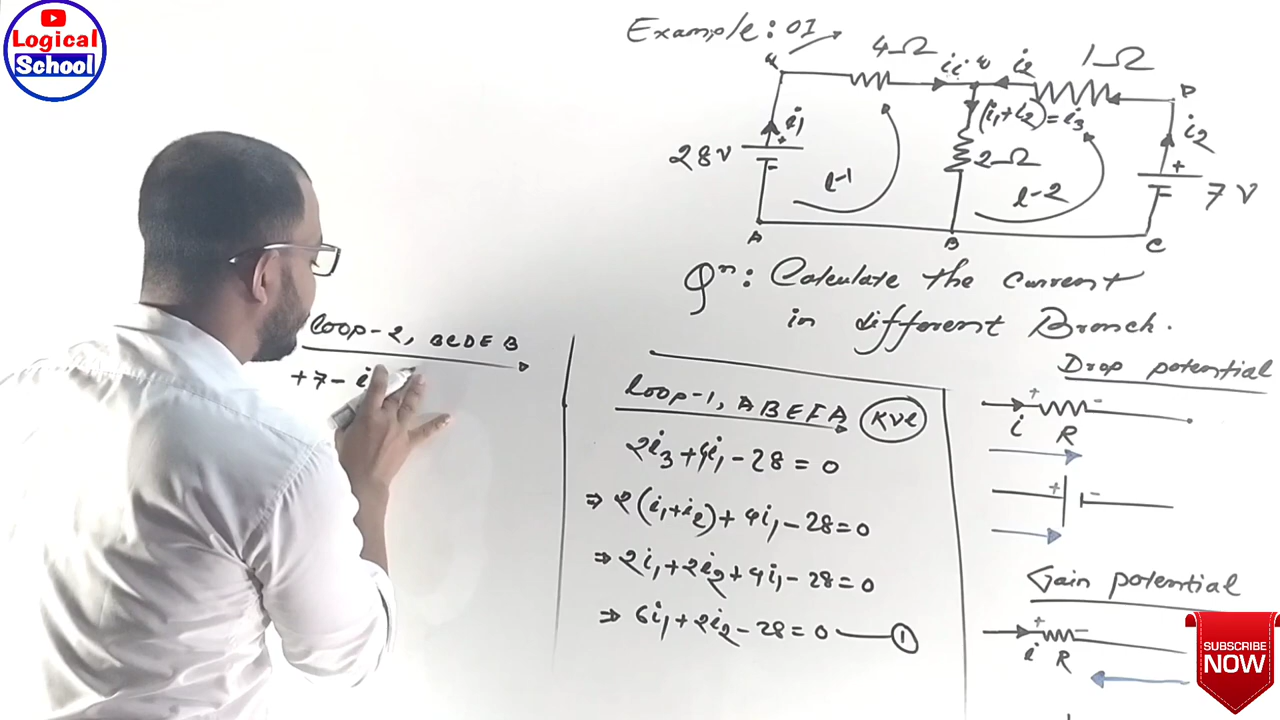 Logical
School
Example: 01
4Ω
i₁
i₂
1Ω
D
i₁
+
(i₁+i₂)=i₃
i₂
28V
2Ω
+
7V
l-1
l-2
A
B
C
Qⁿ: Calculate the current
in different Branch.
loop-2, BCDEB
+7-i
loop-1, ABEFA
KVL
2i₃+4i₁-28=0
⇒ 2(i₁+i₂)+4i₁-28=0
⇒ 2i₁+2i₂+4i₁-28=0
⇒ 6i₁+2i₂-28=0 — 1
Drop potential
+ -
i R
+ -
Gain potential
+ -
i R
SUBSCRIBE
NOW